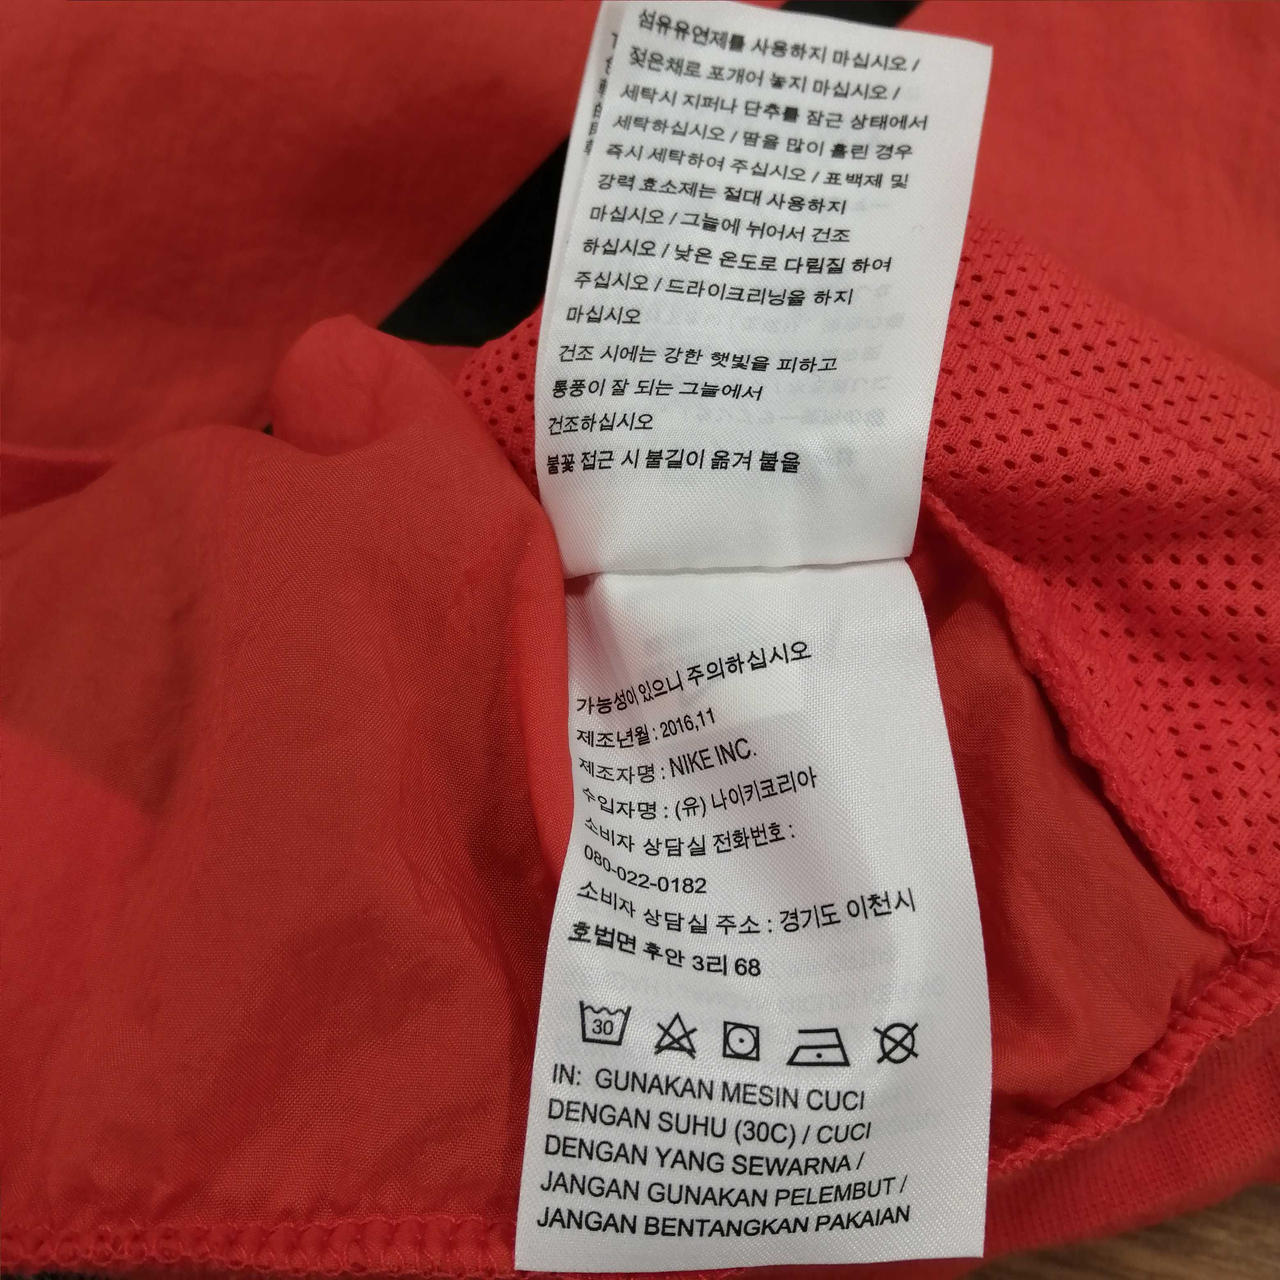 섬유유연제를 사용하지 마십시오 /
젖은채로 포개어 놓지 마십시오 /
세탁시 지퍼나 단추를 잠근 상태에서
세탁하십시오 / 땀을 많이 흘린 경우
즉시 세탁하여 주십시오 / 표백제 및
강력 효소제는 절대 사용하지
마십시오 / 그늘에 뉘어서 건조
하십시오 / 낮은 온도로 다림질 하여
주십시오 / 드라이크리닝을 하지
마십시오
건조 시에는 강한 햇빛을 피하고
통풍이 잘 되는 그늘에서
건조하십시오
불꽃 접근 시 불길이 옮겨 붙을
가능성이 있으니 주의하십시오
제조년월 : 2016,11
제조자명 : NIKE INC.
수입자명 : (유) 나이키코리아
소비자 상담실 전화번호 :
080-022-0182
소비자 상담실 주소 : 경기도 이천시
호법면 후안 3리 68
30
IN: GUNAKAN MESIN CUCI
DENGAN SUHU (30C) / CUCI
DENGAN YANG SEWARNA /
JANGAN GUNAKAN PELEMBUT /
JANGAN BENTANGKAN PAKAIAN